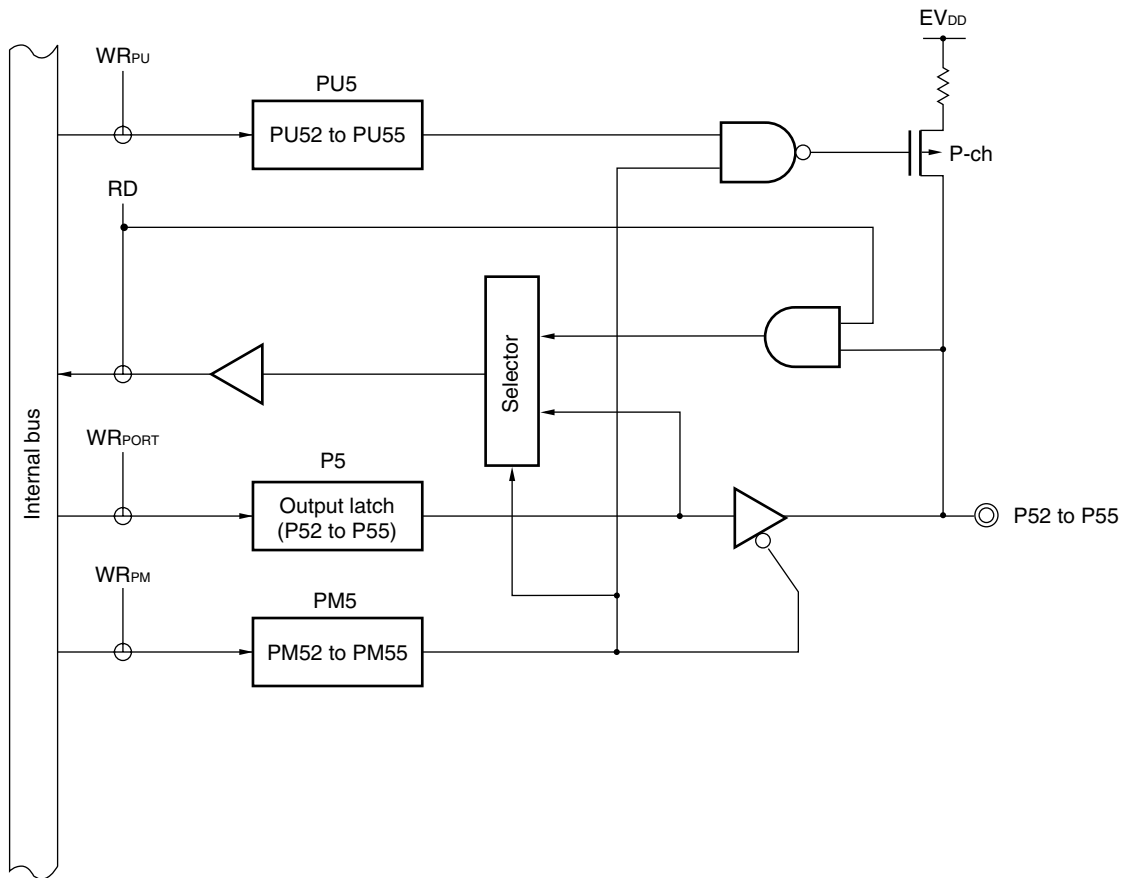 EVDD
WRPU
PU5
PU52 to PU55
P-ch
RD
Selector
Internal bus
WRPORT
P5
Output latch
(P52 to P55)
P52 to P55
WRPM
PM5
PM52 to PM55